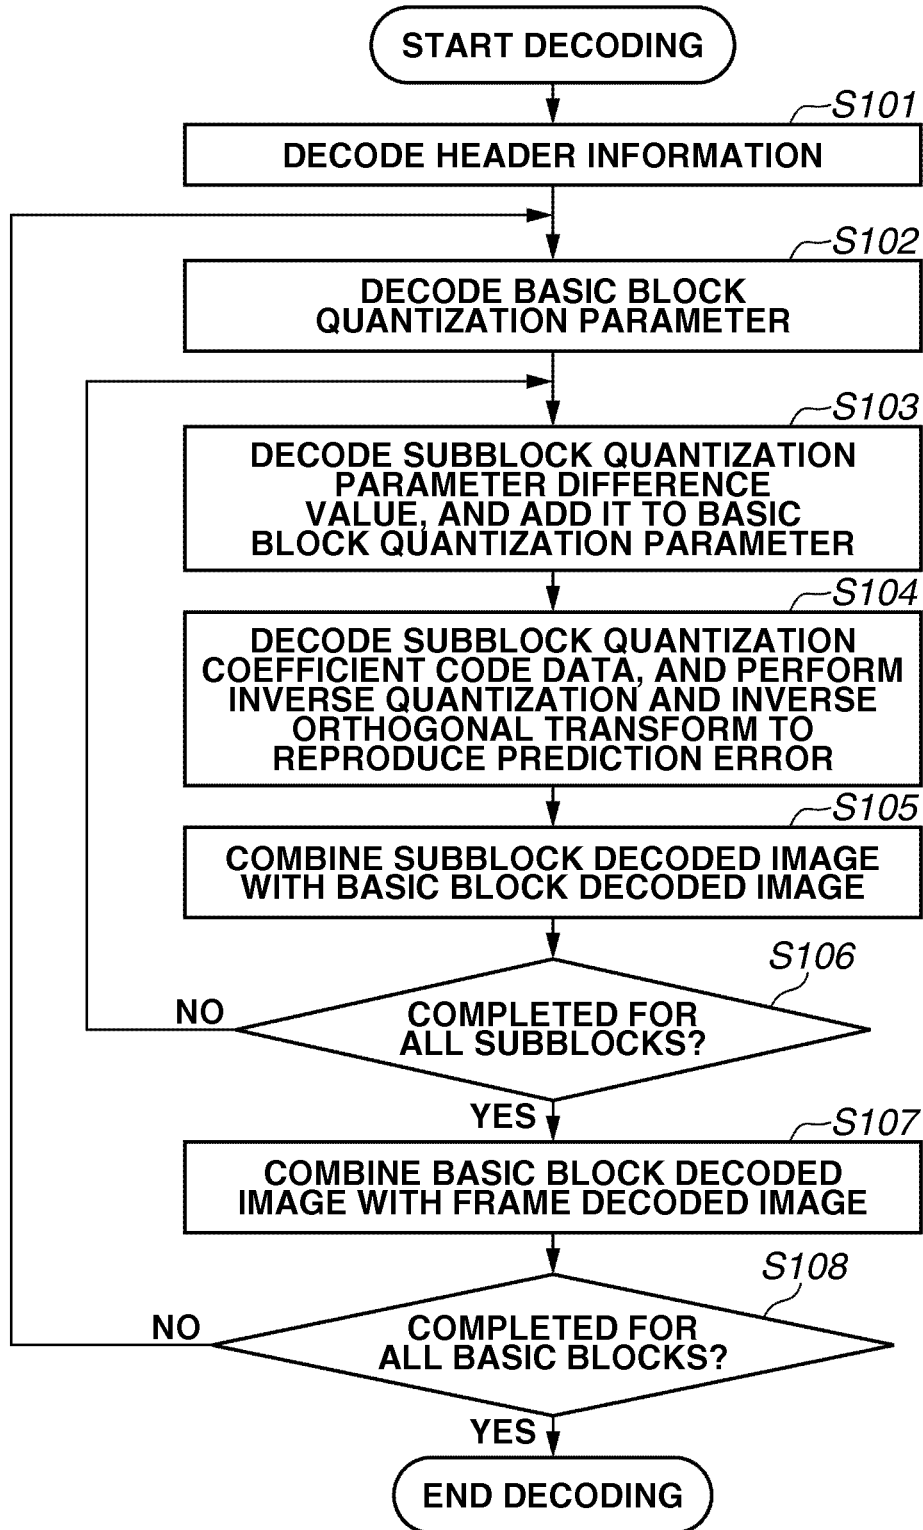 START DECODING
S101
DECODE HEADER INFORMATION
S102
DECODE BASIC BLOCK
QUANTIZATION PARAMETER
S103
DECODE SUBBLOCK QUANTIZATION
PARAMETER DIFFERENCE
VALUE, AND ADD IT TO BASIC
BLOCK QUANTIZATION PARAMETER
S104
DECODE SUBBLOCK QUANTIZATION
COEFFICIENT CODE DATA, AND PERFORM
INVERSE QUANTIZATION AND INVERSE
ORTHOGONAL TRANSFORM TO
REPRODUCE PREDICTION ERROR
S105
COMBINE SUBBLOCK DECODED IMAGE
WITH BASIC BLOCK DECODED IMAGE
S106
NO
COMPLETED FOR
ALL SUBBLOCKS?
YES
S107
COMBINE BASIC BLOCK DECODED
IMAGE WITH FRAME DECODED IMAGE
S108
NO
COMPLETED FOR
ALL BASIC BLOCKS?
YES
END DECODING